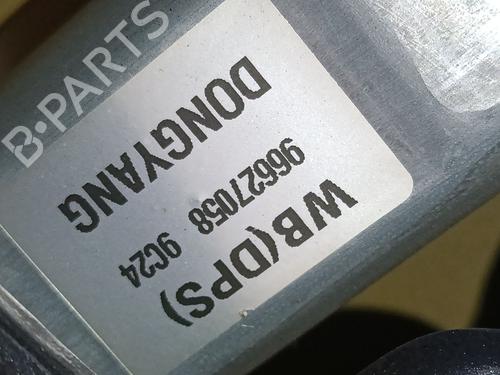 B-PARTS
DONGYANG
96627058 9C24
WB(DPS)